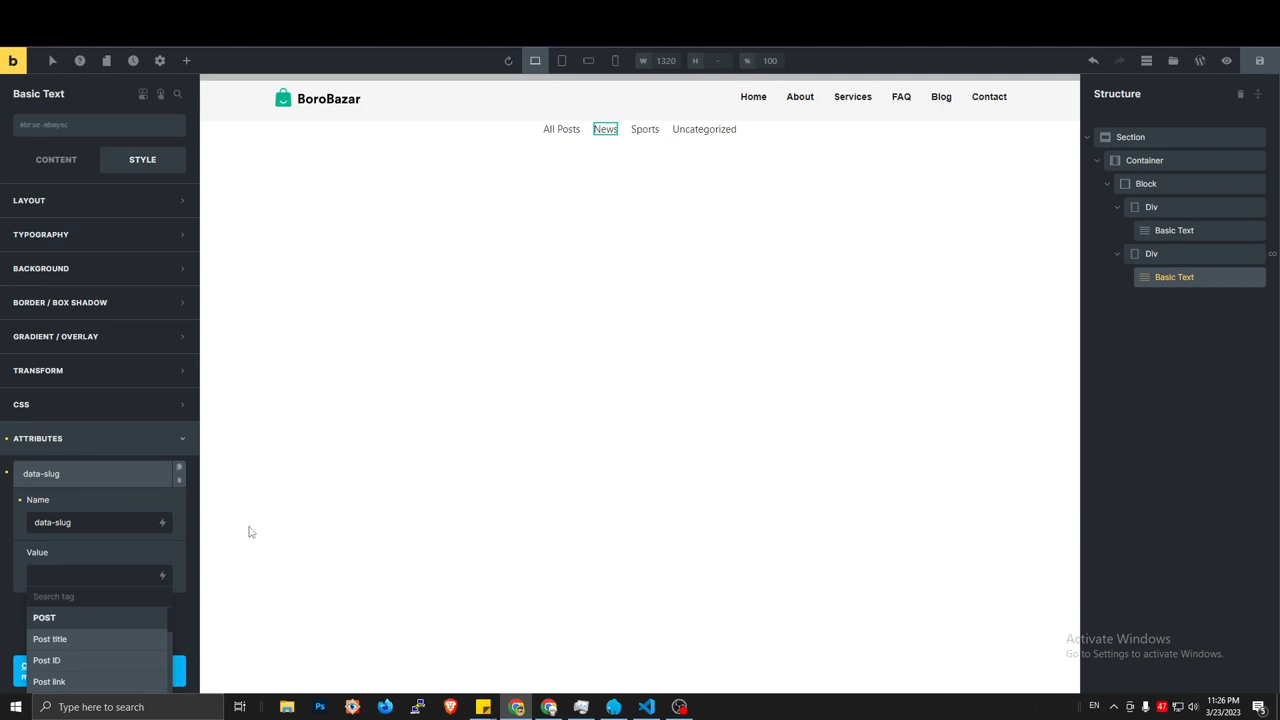 b
W 1320 H - % 100
Basic Text
#brxe-mbmync
CONTENT STYLE
LAYOUT
TYPOGRAPHY
BACKGROUND
BORDER / BOX SHADOW
GRADIENT / OVERLAY
TRANSFORM
CSS
ATTRIBUTES
data-slug
Name
data-slug
Value
Search tag
POST
Post title
Post ID
Post link
BoroBazar
Home About Services FAQ Blog Contact
All Posts News Sports Uncategorized
Structure
Section
Container
Block
Div
Basic Text
Div
Basic Text
Activate Windows
Go to Settings to activate Windows.
Type here to search
EN 47 11:26 PM
3/23/2023